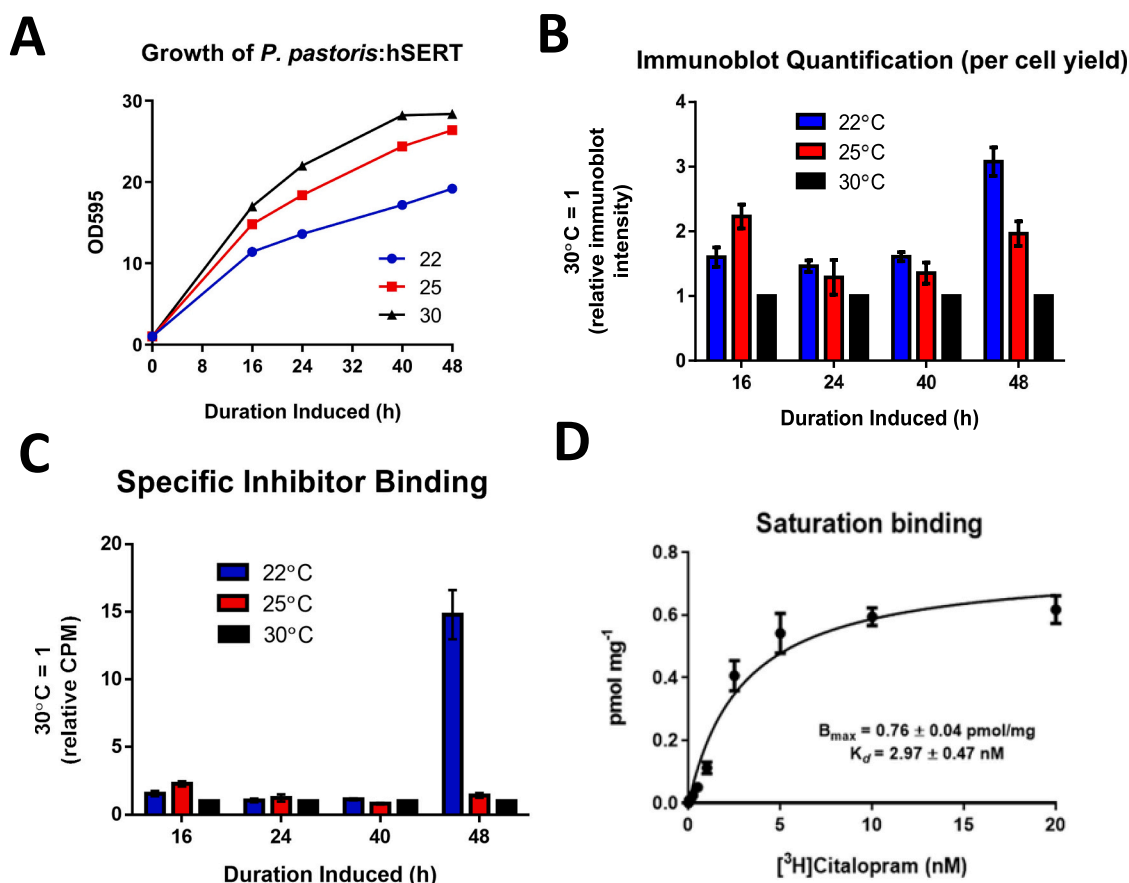 A
Growth of P. pastoris:hSERT
30
20
10
0
OD595
22
25
30
0 8 16 24 32 40 48
Duration Induced (h)
B
Immunoblot Quantification (per cell yield)
4
3
2
1
0
30°C = 1
(relative immunoblot
intensity)
22°C
25°C
30°C
16 24 40 48
Duration Induced (h)
C
Specific Inhibitor Binding
20
15
10
5
0
30°C = 1
(relative CPM)
22°C
25°C
30°C
16 24 40 48
Duration Induced (h)
D
Saturation binding
0.8
0.6
0.4
0.2
0.0
pmol mg⁻¹
Bmax = 0.76 ± 0.04 pmol/mg
Kd = 2.97 ± 0.47 nM
0 5 10 15 20
[³H]Citalopram (nM)